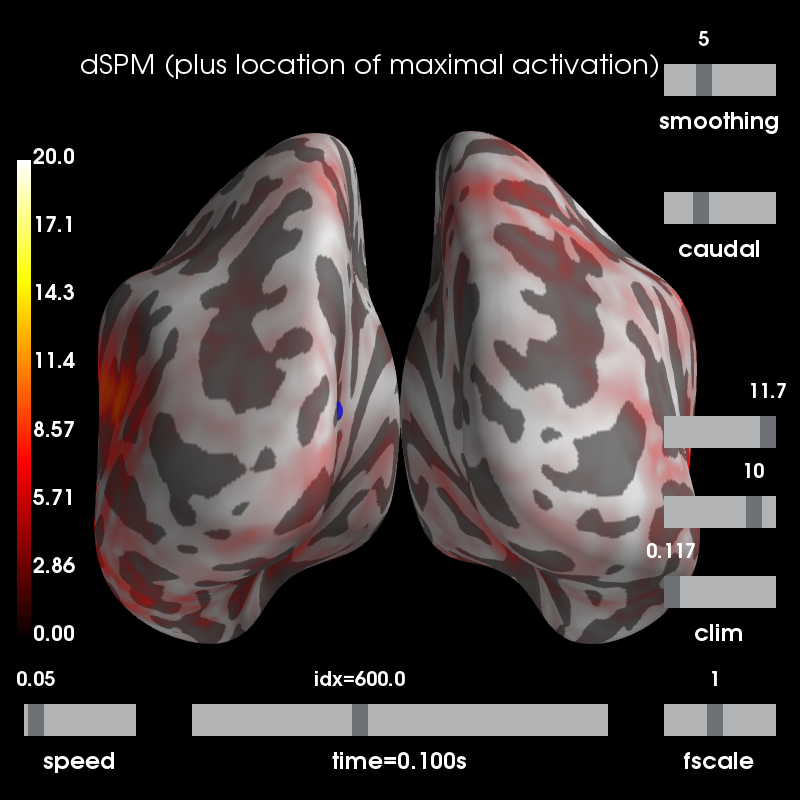 5
dSPM (plus location of maximal activation)
smoothing
20.0
17.1
caudal
14.3
11.4
11.7
8.57
10
5.71
0.117
2.86
0.00
clim
0.05
idx=600.0
1
speed
time=0.100s
fscale